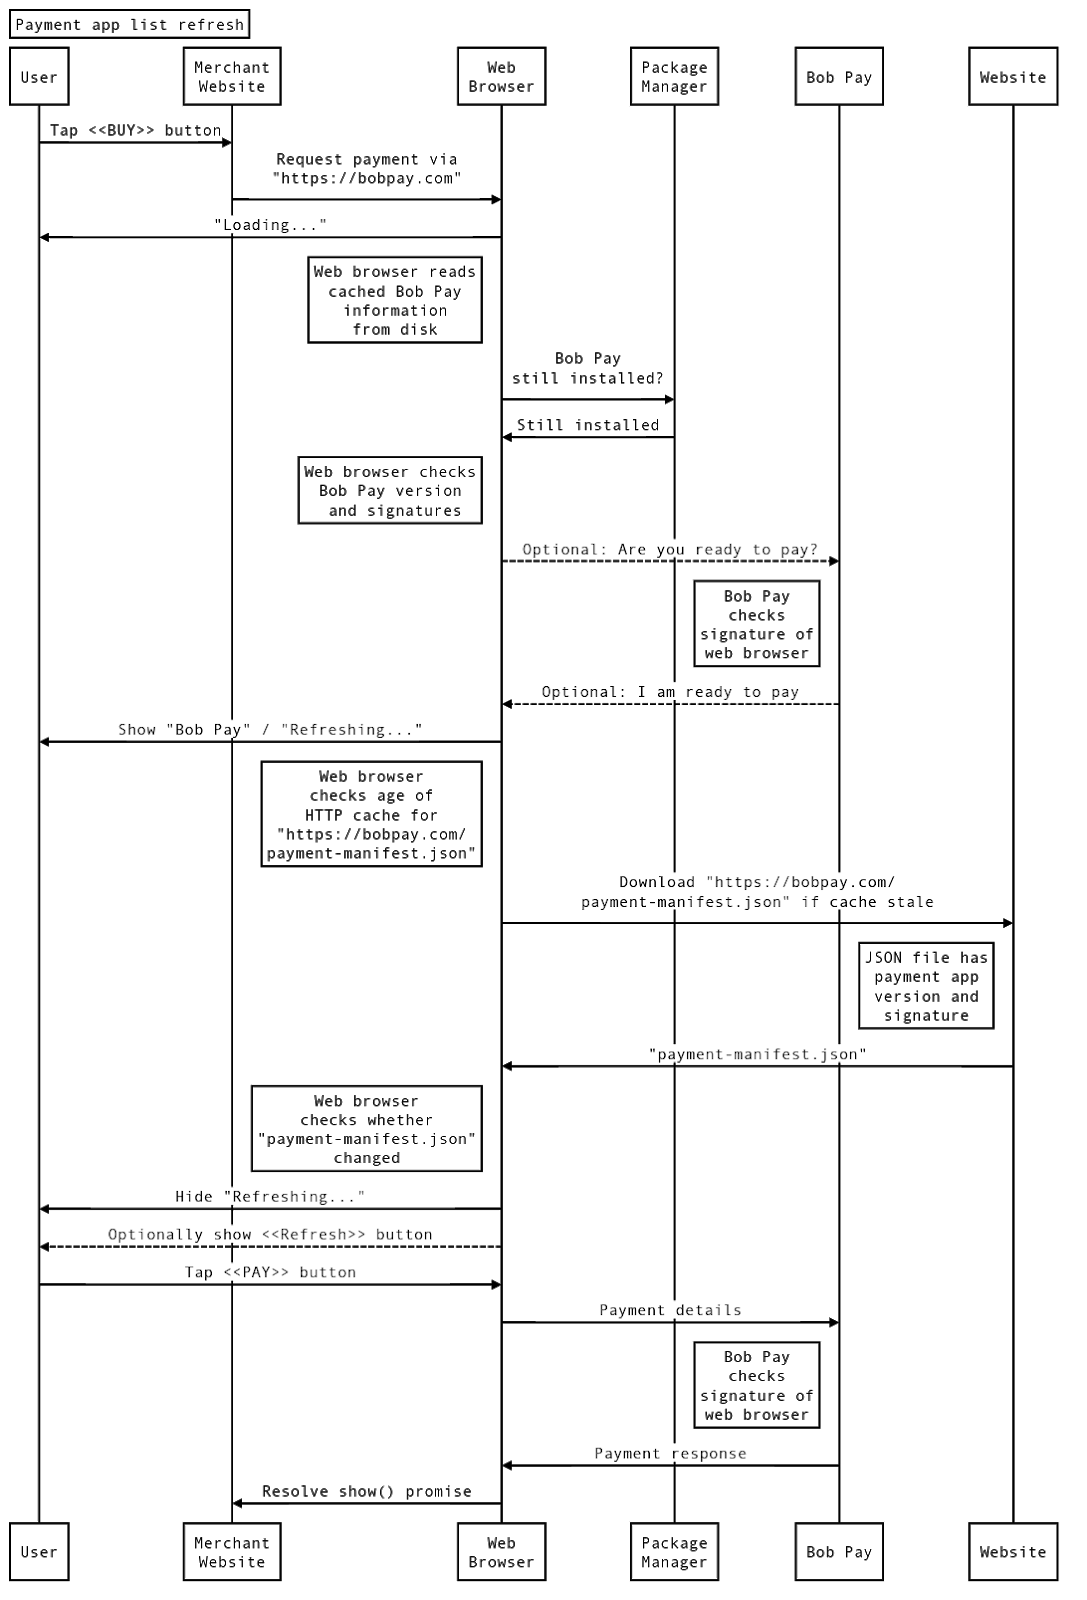 Payment app list refresh
User
Merchant
Website
Web
Browser
Package
Manager
Bob Pay
Website
Tap <<BUY>> button
Request payment via
"https://bobpay.com"
"Loading..."
Web browser reads
cached Bob Pay
information
from disk
Bob Pay
still installed?
Still installed
Web browser checks
Bob Pay version
and signatures
Optional: Are you ready to pay?
Bob Pay
checks
signature of
web browser
Optional: I am ready to pay
Show "Bob Pay" / "Refreshing..."
Web browser
checks age of
HTTP cache for
"https://bobpay.com/
payment-manifest.json"
Download "https://bobpay.com/
payment-manifest.json" if cache stale
JSON file has
payment app
version and
signature
"payment-manifest.json"
Web browser
checks whether
"payment-manifest.json"
changed
Hide "Refreshing..."
Optionally show <<Refresh>> button
Tap <<PAY>> button
Payment details
Bob Pay
checks
signature of
web browser
Payment response
Resolve show() promise
User
Merchant
Website
Web
Browser
Package
Manager
Bob Pay
Website